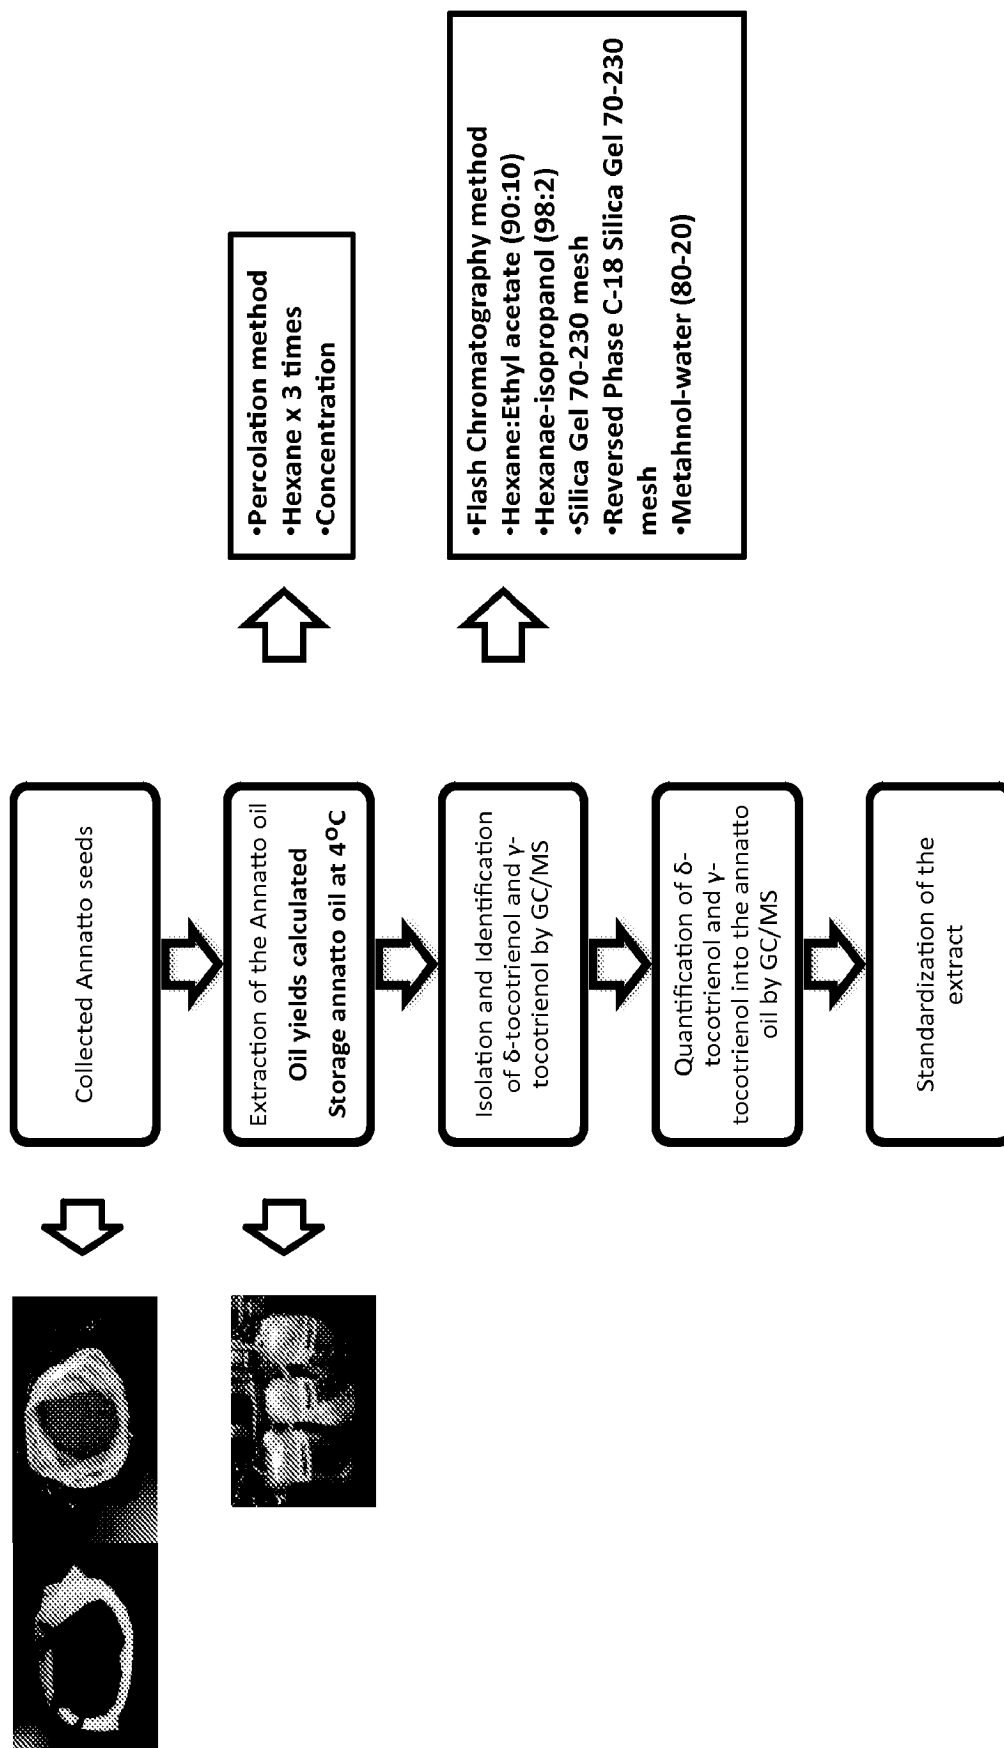 Collected Annatto seeds
Extraction of the Annatto oil
Oil yields calculated
Storage annatto oil at 4⁰C
•Percolation method
•Hexane x 3 times
•Concentration
Isolation and Identification
of δ-tocotrienol and γ-
tocotrienol by GC/MS
•Flash Chromatography method
•Hexane:Ethyl acetate (90:10)
•Hexanae-isopropanol (98:2)
•Silica Gel 70-230 mesh
•Reversed Phase C-18 Silica Gel 70-230
mesh
•Metahnol-water (80-20)
Quantification of δ-
tocotrienol and γ-
tocotrienol into the annatto
oil by GC/MS
Standardization of the
extract